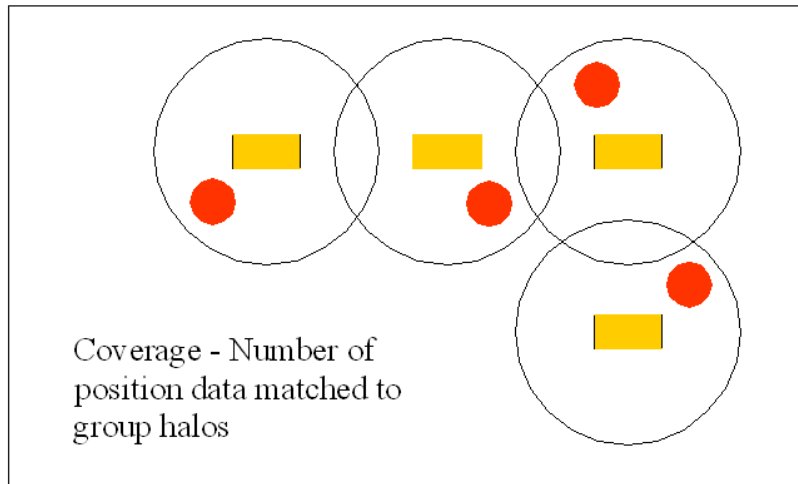 Coverage - Number of
position data matched to
group halos